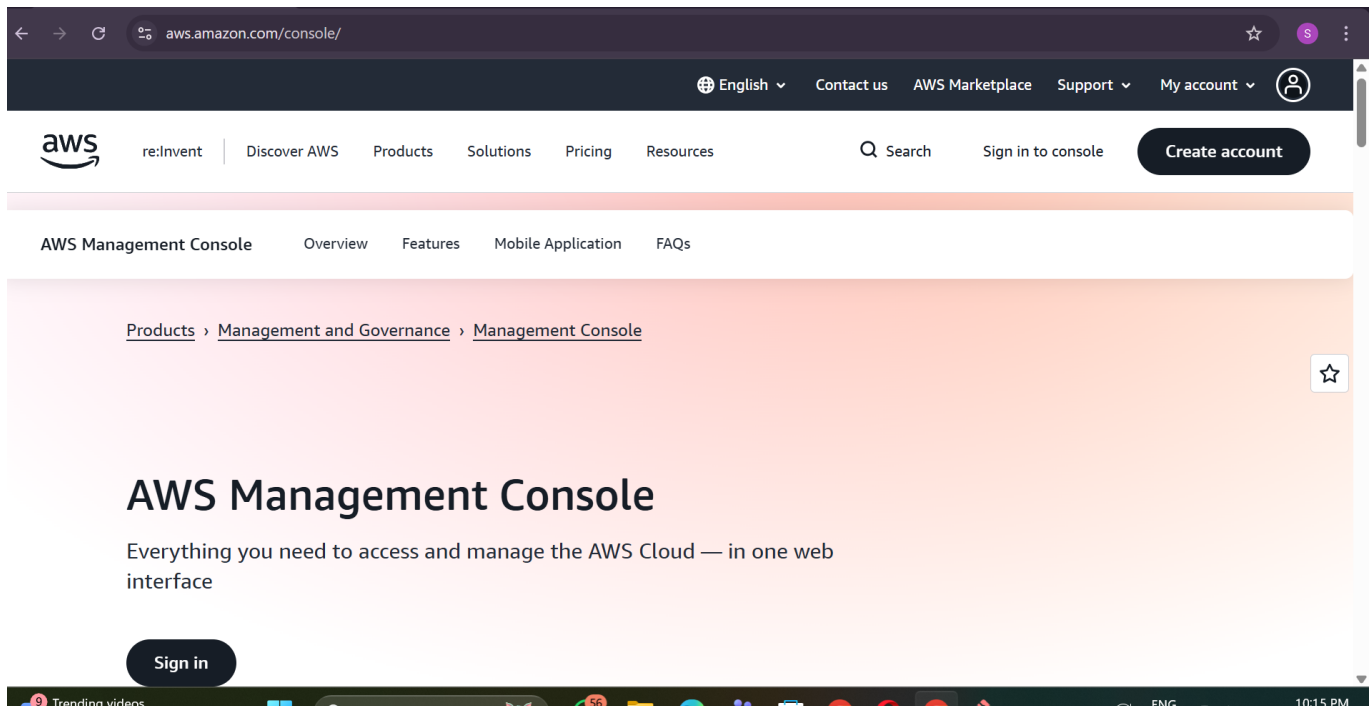 aws.amazon.com/console/ S
English Contact us AWS Marketplace Support My account
aws re:Invent Discover AWS Products Solutions Pricing Resources Search Sign in to console Create account
AWS Management Console Overview Features Mobile Application FAQs
Products › Management and Governance › Management Console
AWS Management Console
Everything you need to access and manage the AWS Cloud — in one web
interface
Sign in
9 Trending videos 56 ENG 10:15 PM